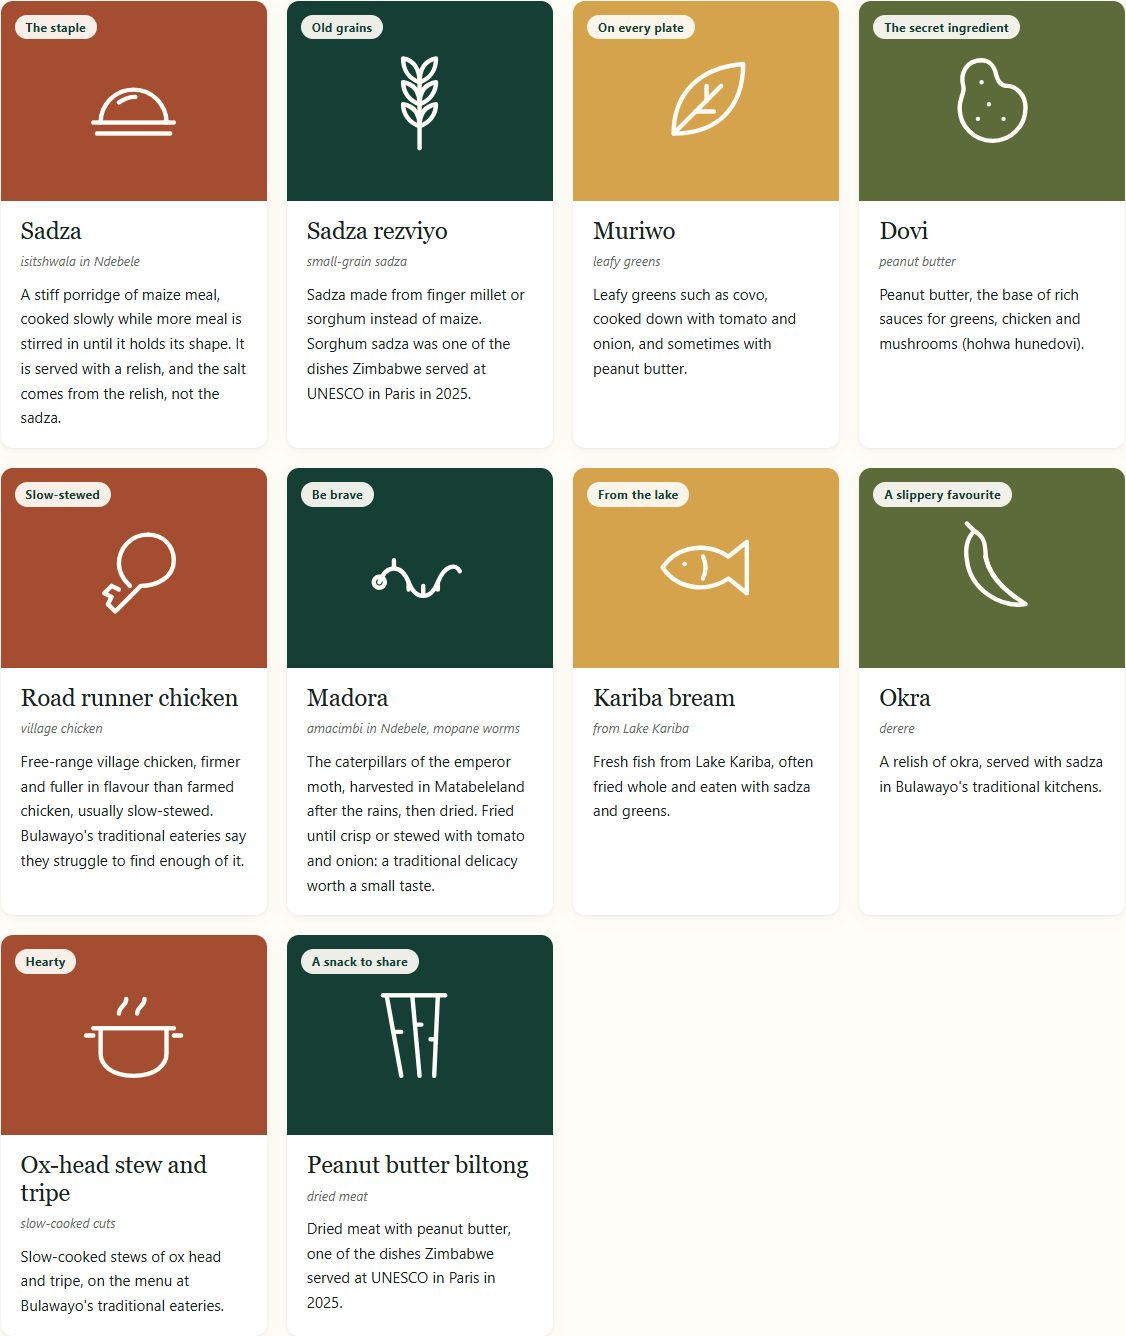 The staple
Sadza
isitshwala in Ndebele
A stiff porridge of maize meal,
cooked slowly while more meal is
stirred in until it holds its shape. It
is served with a relish, and the salt
comes from the relish, not the
sadza.
Old grains
Sadza rezviyo
small-grain sadza
Sadza made from finger millet or
sorghum instead of maize.
Sorghum sadza was one of the
dishes Zimbabwe served at
UNESCO in Paris in 2025.
On every plate
Muriwo
leafy greens
Leafy greens such as covo,
cooked down with tomato and
onion, and sometimes with
peanut butter.
The secret ingredient
Dovi
peanut butter
Peanut butter, the base of rich
sauces for greens, chicken and
mushrooms (hohwa hunedovi).
Slow-stewed
Road runner chicken
village chicken
Free-range village chicken, firmer
and fuller in flavour than farmed
chicken, usually slow-stewed.
Bulawayo's traditional eateries say
they struggle to find enough of it.
Be brave
Madora
amacimbi in Ndebele, mopane worms
The caterpillars of the emperor
moth, harvested in Matabeleland
after the rains, then dried. Fried
until crisp or stewed with tomato
and onion: a traditional delicacy
worth a small taste.
From the lake
Kariba bream
from Lake Kariba
Fresh fish from Lake Kariba, often
fried whole and eaten with sadza
and greens.
A slippery favourite
Okra
derere
A relish of okra, served with sadza
in Bulawayo's traditional kitchens.
Hearty
Ox-head stew and
tripe
slow-cooked cuts
Slow-cooked stews of ox head
and tripe, on the menu at
Bulawayo's traditional eateries.
A snack to share
Peanut butter biltong
dried meat
Dried meat with peanut butter,
one of the dishes Zimbabwe
served at UNESCO in Paris in
2025.